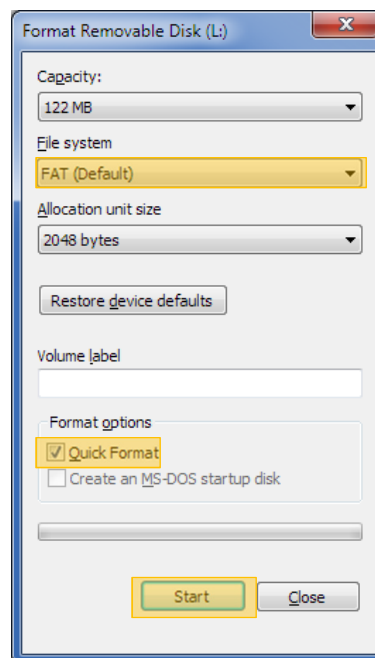 Format Removable Disk (L:)
Capacity:
122 MB
File system
FAT (Default)
Allocation unit size
2048 bytes
Restore device defaults
Volume label
Format options
Quick Format
Create an MS-DOS startup disk
Start
Close